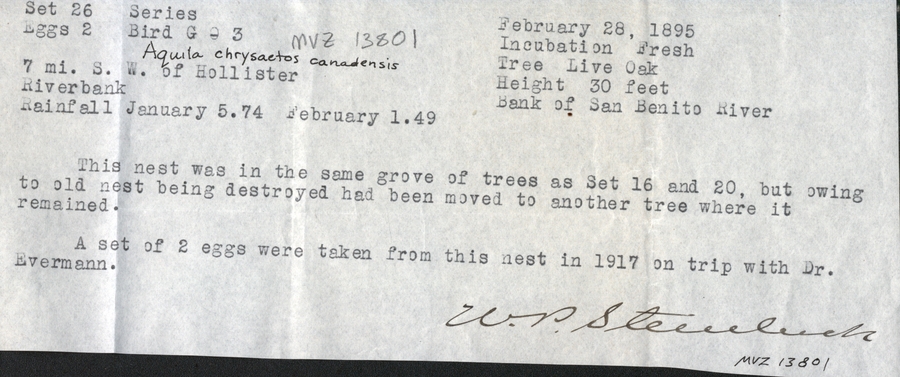 Set 26 Series February 28, 1895
Eggs 2 Bird G 3 MVZ 13801 Incubation Fresh
Aquila chrysaetos canadensis Tree Live Oak
7 mi. S. W. of Hollister Height 30 feet
Riverbank Bank of San Benito River
Rainfall January 5.74 February 1.49
This nest was in the same grove of trees as Set 16 and 20, but owing
to old nest being destroyed had been moved to another tree where it
remained.
A set of 2 eggs were taken from this nest in 1917 on trip with Dr.
Evermann.
W. P. Steinbeck
MVZ 13801